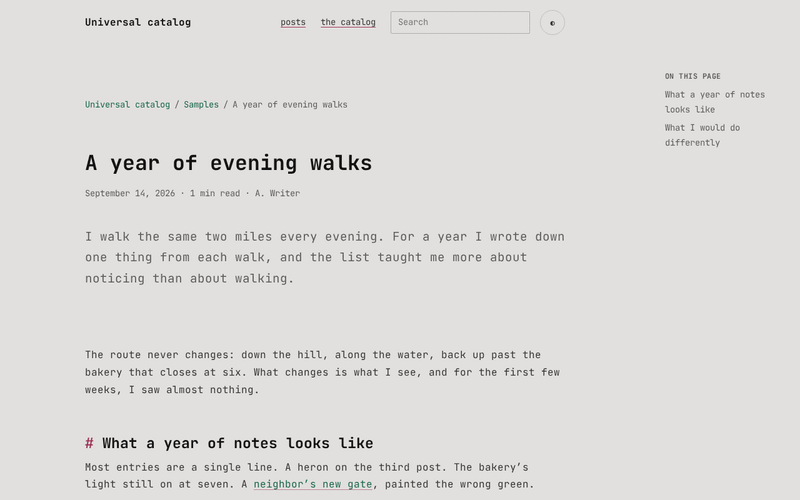 Universal catalog
posts
the catalog
Search
ON THIS PAGE
What a year of notes
looks like
What I would do
differently
Universal catalog / Samples / A year of evening walks
A year of evening walks
September 14, 2026 · 1 min read · A. Writer
I walk the same two miles every evening. For a year I wrote down
one thing from each walk, and the list taught me more about
noticing than about walking.
The route never changes: down the hill, along the water, back up past the
bakery that closes at six. What changes is what I see, and for the first few
weeks, I saw almost nothing.
# What a year of notes looks like
Most entries are a single line. A heron on the third post. The bakery’s
light still on at seven. A neighbor’s new gate, painted the wrong green.